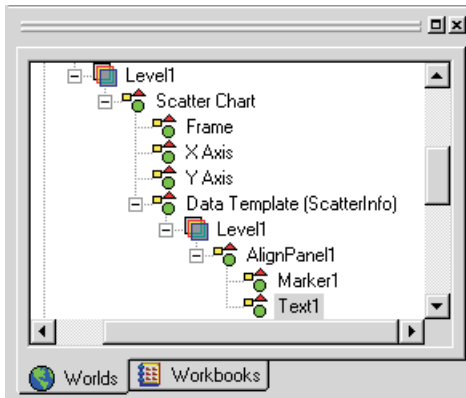 Level1
Scatter Chart
Frame
X Axis
Y Axis
Data Template (ScatterInfo)
Level1
AlignPanel1
Marker1
Text1
Worlds Workbooks